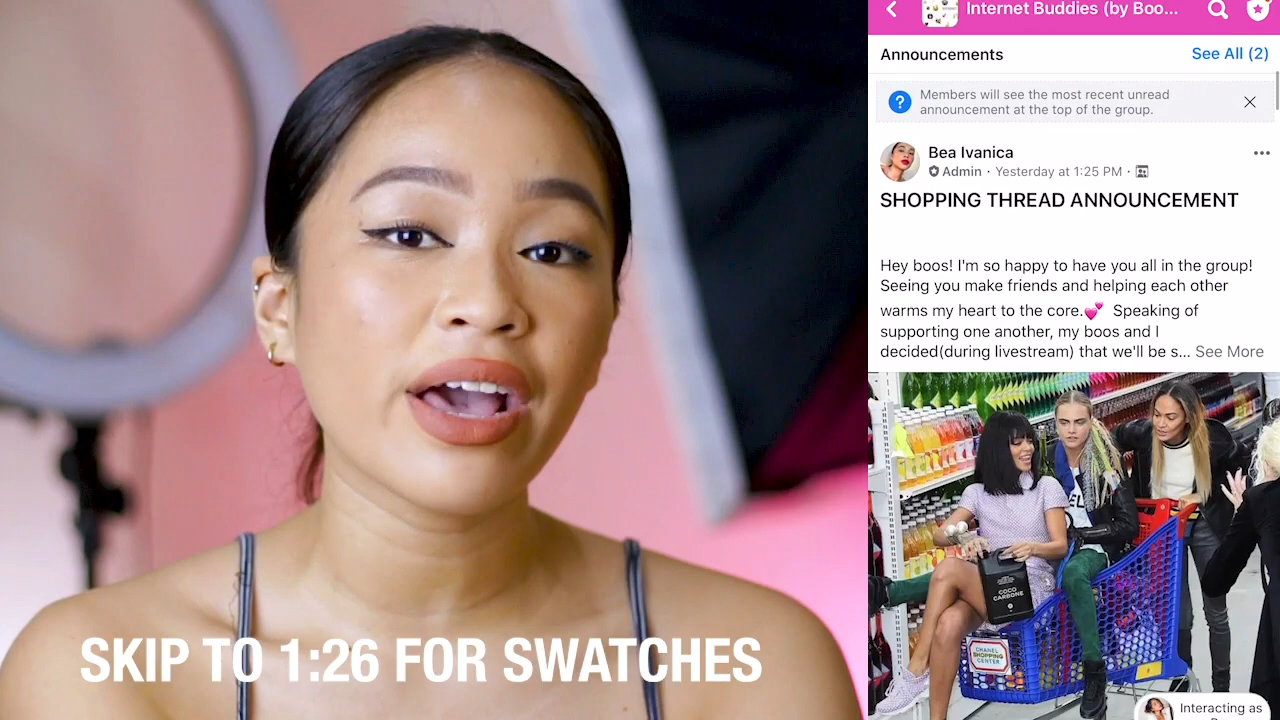 SKIP TO 1:26 FOR SWATCHES
Internet Buddies (by Boo...
Announcements
See All (2)
Members will see the most recent unread
announcement at the top of the group.
Bea Ivanica
Admin · Yesterday at 1:25 PM ·
SHOPPING THREAD ANNOUNCEMENT
Hey boos! I'm so happy to have you all in the group!
Seeing you make friends and helping each other
warms my heart to the core.💕 Speaking of
supporting one another, my boos and I
decided(during livestream) that we'll be s... See More
COCO
CARBONE
CHANEL
SHOPPING
CENTER
Interacting as